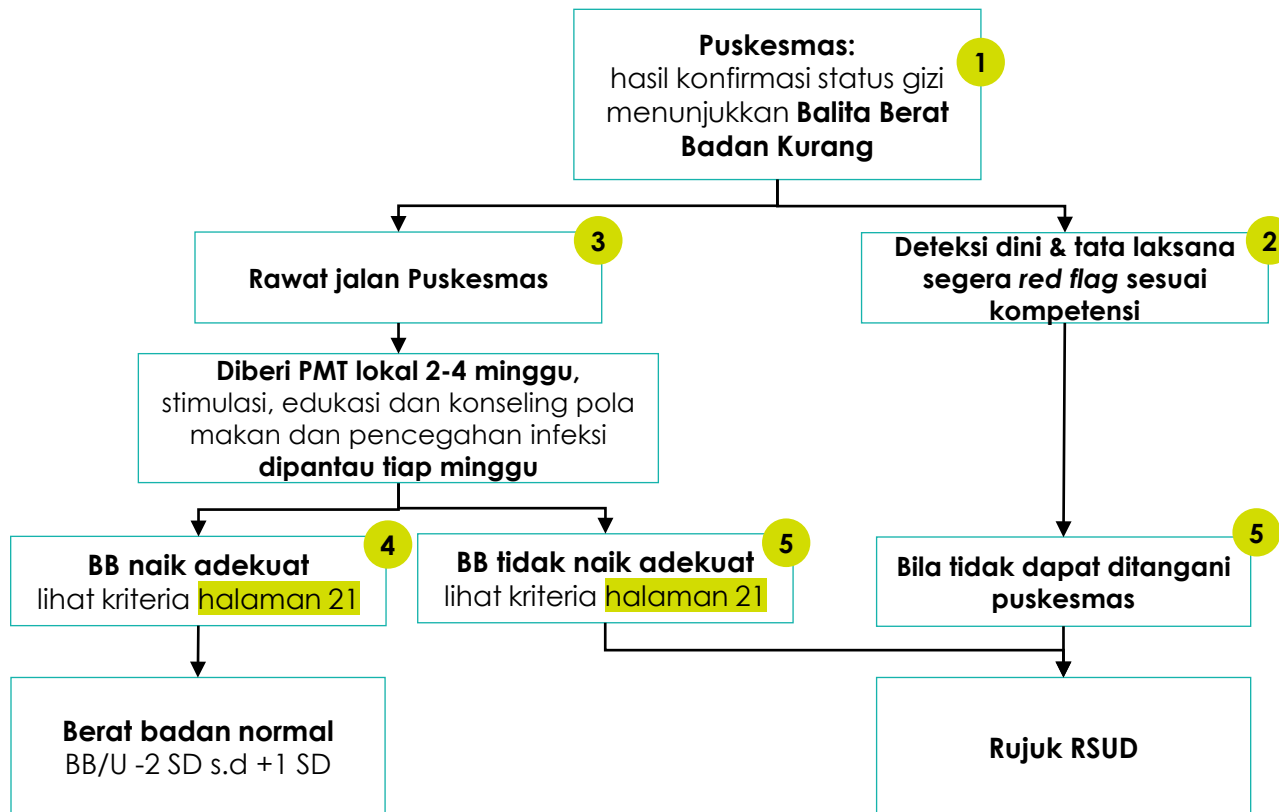 Puskesmas:
hasil konfirmasi status gizi
menunjukkan Balita Berat
Badan Kurang
1
Rawat jalan Puskesmas
3
Deteksi dini & tata laksana
segera red flag sesuai
kompetensi
2
Diberi PMT lokal 2-4 minggu,
stimulasi, edukasi dan konseling pola
makan dan pencegahan infeksi
dipantau tiap minggu
BB naik adekuat
lihat kriteria halaman 21
4
BB tidak naik adekuat
lihat kriteria halaman 21
5
Bila tidak dapat ditangani
puskesmas
5
Berat badan normal
BB/U -2 SD s.d +1 SD
Rujuk RSUD